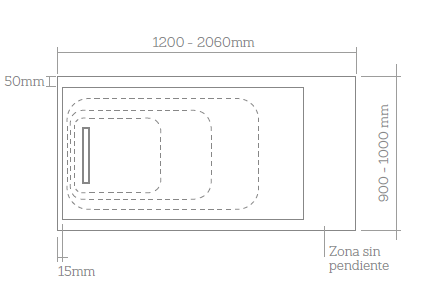 1200 - 2060mm
50mm
900 - 1000 mm
15mm
Zona sin
pendiente